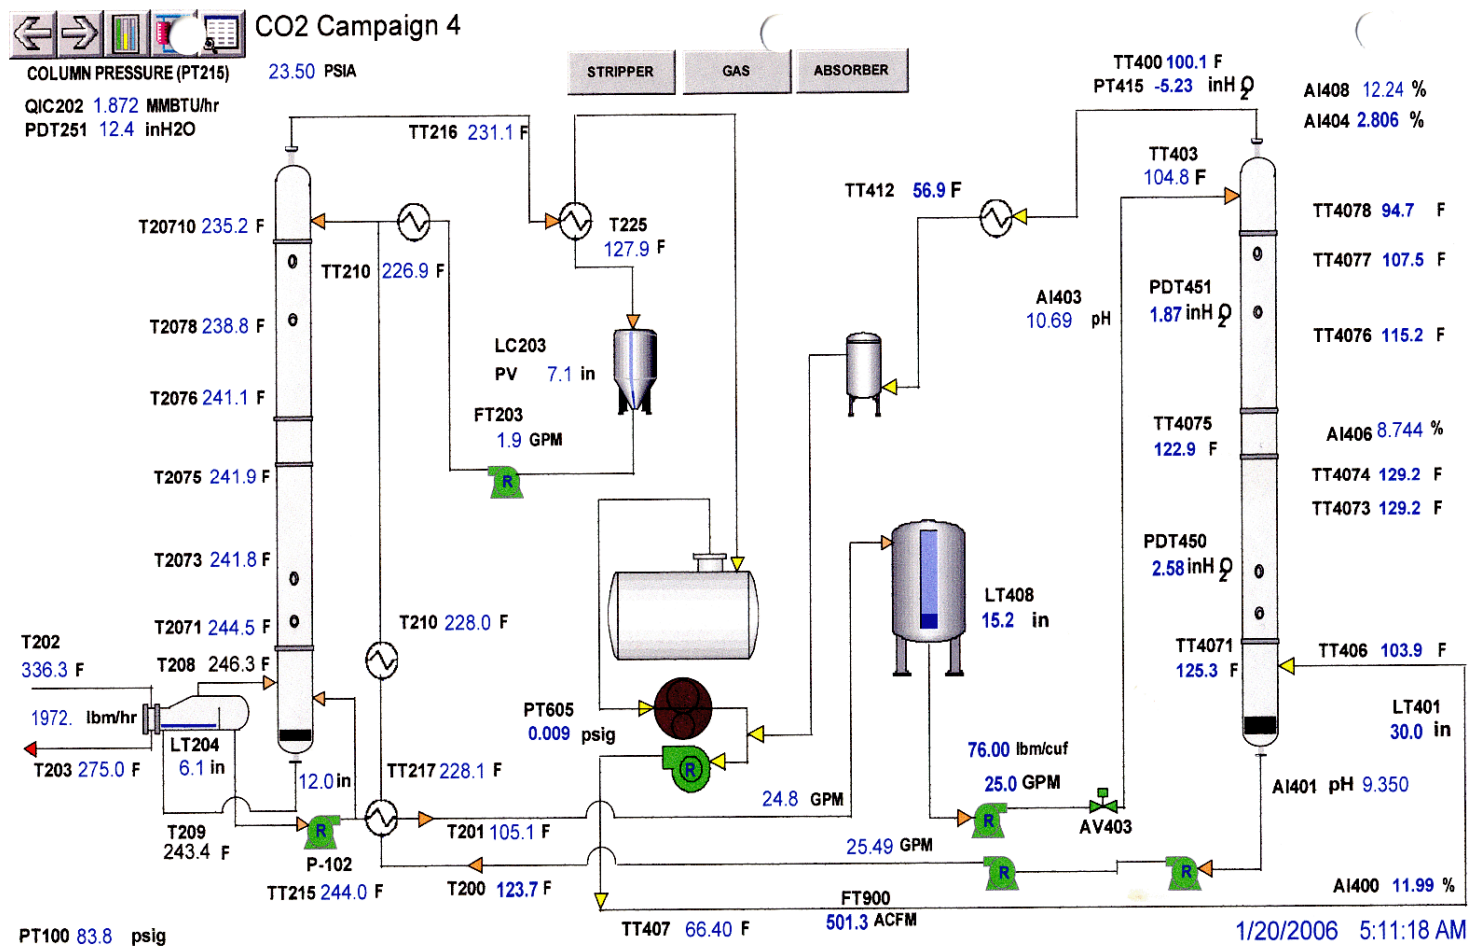 CO2 Campaign 4
COLUMN PRESSURE (PT215) 23.50 PSIA
QIC202 1.872 MMBTU/hr
PDT251 12.4 inH2O
STRIPPER GAS ABSORBER
TT400 100.1 F
PT415 -5.23 inH2O
AI408 12.24 %
AI404 2.806 %
TT216 231.1 F
TT403
104.8 F
TT412 56.9 F
T20710 235.2 F
T225
127.9 F
TT4078 94.7 F
TT210 226.9 F
TT4077 107.5 F
AI403
10.69 pH
PDT451
1.87 inH2O
T2078 238.8 F
TT4076 115.2 F
LC203
PV 7.1 in
T2076 241.1 F
FT203
1.9 GPM
TT4075
122.9 F
AI406 8.744 %
T2075 241.9 F
R
TT4074 129.2 F
TT4073 129.2 F
T2073 241.8 F
PDT450
2.58 inH2O
LT408
15.2 in
T2071 244.5 F
T210 228.0 F
T202
336.3 F
T208 246.3 F
TT4071
125.3 F
TT406 103.9 F
1972. lbm/hr
LT204
6.1 in
T203 275.0 F
PT605
0.009 psig
R
LT401
30.0 in
12.0 in
TT217 228.1 F
76.00 lbm/cuf
25.0 GPM
AI401 pH 9.350
24.8 GPM
T209
243.4 F
R
P-102
T201 105.1 F
R
AV403
25.49 GPM
TT215 244.0 F
T200 123.7 F
R
R
AI400 11.99 %
FT900
501.3 ACFM
TT407 66.40 F
PT100 83.8 psig
1/20/2006 5:11:18 AM